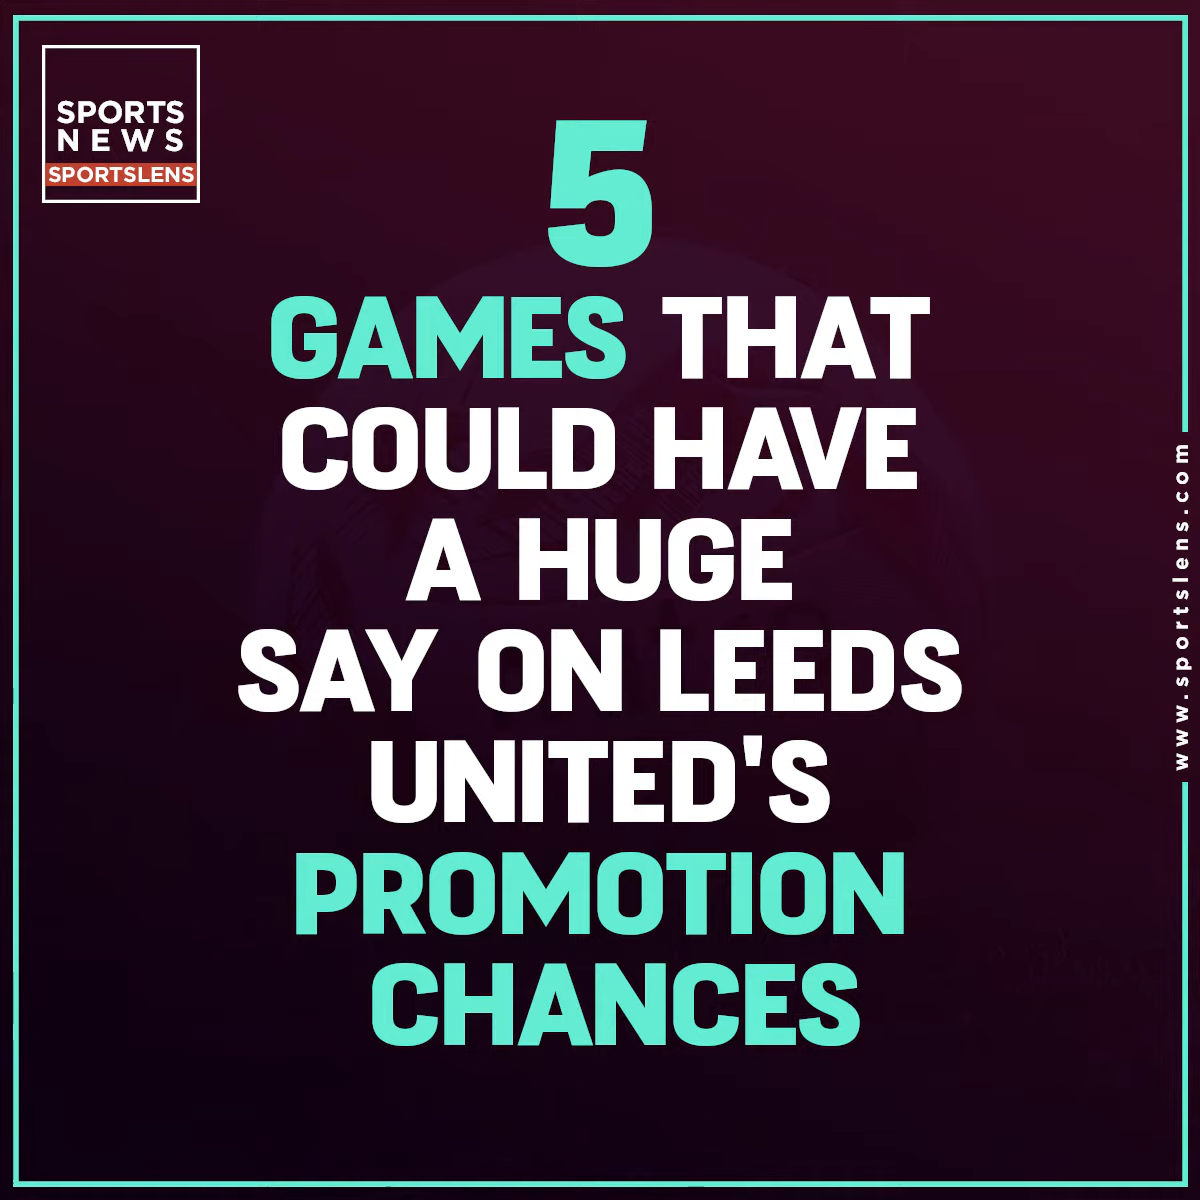 SPORTS
NEWS
SPORTSLENS
5
GAMES THAT
COULD HAVE
A HUGE
SAY ON LEEDS
UNITED'S
PROMOTION
CHANCES
www.sportslens.com